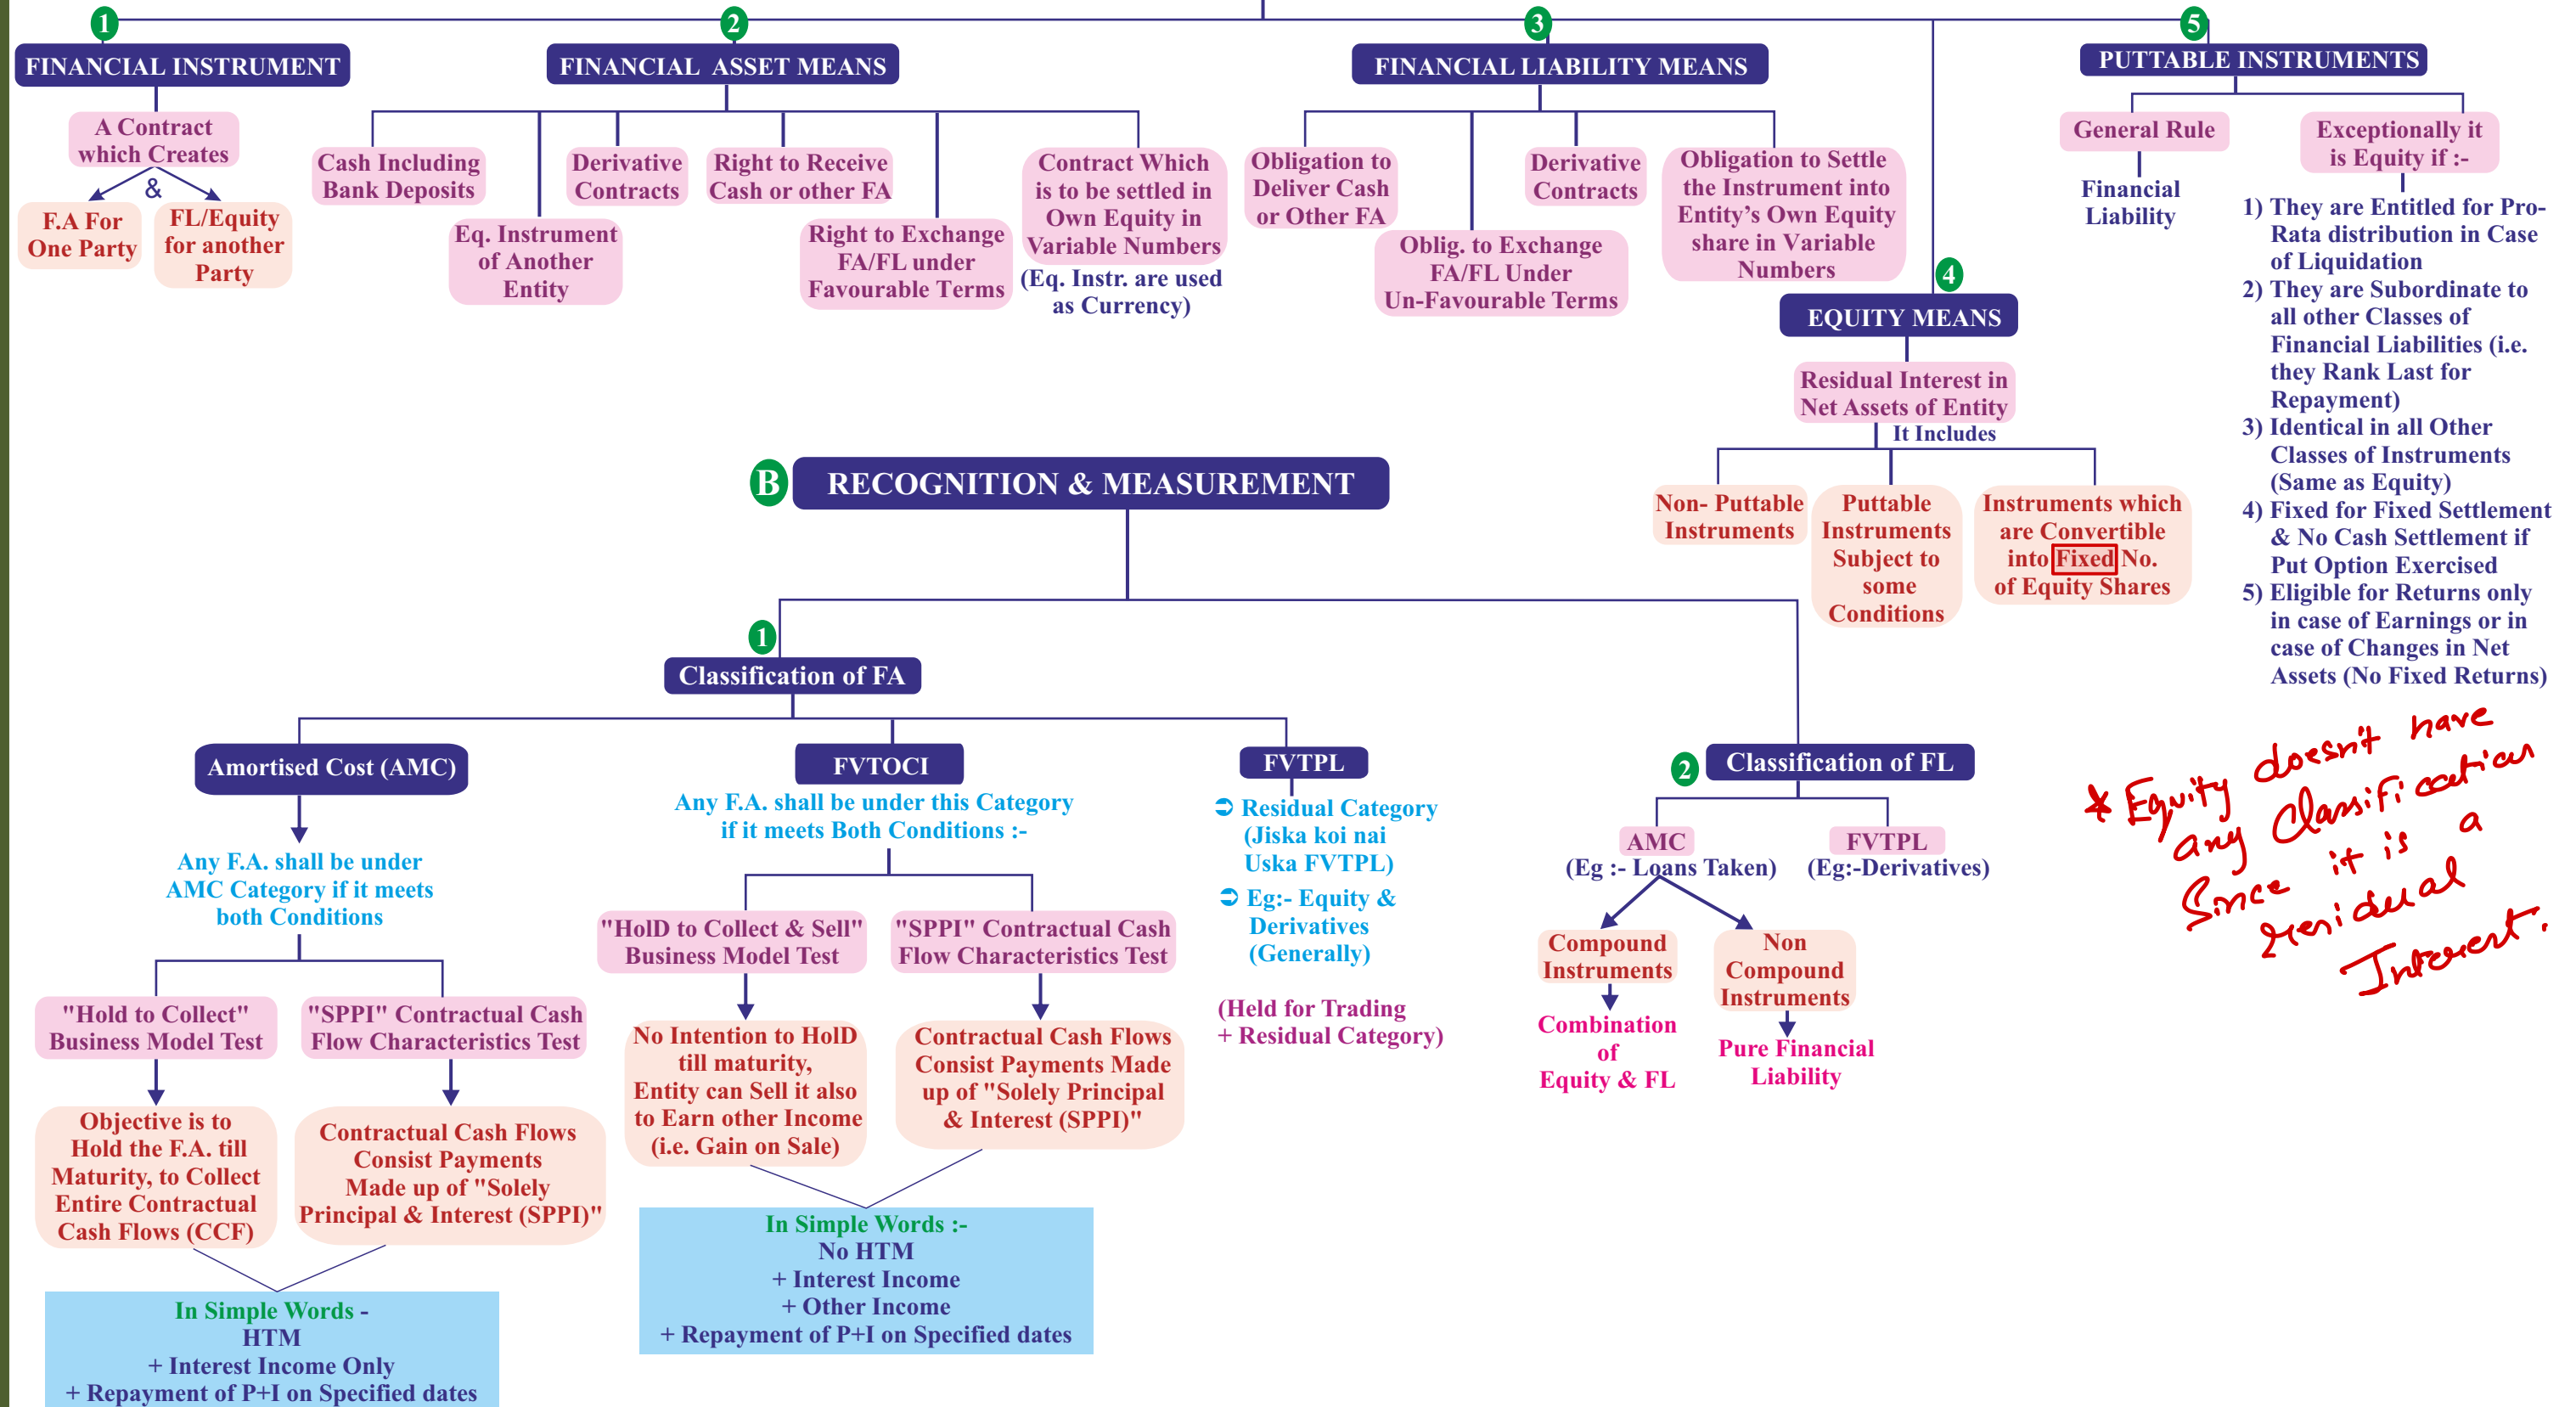 1
FINANCIAL INSTRUMENT
A Contract
which Creates
&
F.A For
One Party
FL/Equity
for another
Party
2
FINANCIAL ASSET MEANS
Cash Including
Bank Deposits
Eq. Instrument
of Another
Entity
Derivative
Contracts
Right to Receive
Cash or other FA
Right to Exchange
FA/FL under
Favourable Terms
Contract Which
is to be settled in
Own Equity in
Variable Numbers
(Eq. Instr. are used
as Currency)
3
FINANCIAL LIABILITY MEANS
Obligation to
Deliver Cash
or Other FA
Oblig. to Exchange
FA/FL Under
Un-Favourable Terms
Derivative
Contracts
Obligation to Settle
the Instrument into
Entity's Own Equity
share in Variable
Numbers
4
EQUITY MEANS
Residual Interest in
Net Assets of Entity
It Includes
Non- Puttable
Instruments
Puttable
Instruments
Subject to
some
Conditions
Instruments which
are Convertible
into Fixed No.
of Equity Shares
5
PUTTABLE INSTRUMENTS
General Rule
Financial
Liability
Exceptionally it
is Equity if :-
1) They are Entitled for Pro-
Rata distribution in Case
of Liquidation
2) They are Subordinate to
all other Classes of
Financial Liabilities (i.e.
they Rank Last for
Repayment)
3) Identical in all Other
Classes of Instruments
(Same as Equity)
4) Fixed for Fixed Settlement
& No Cash Settlement if
Put Option Exercised
5) Eligible for Returns only
in case of Earnings or in
case of Changes in Net
Assets (No Fixed Returns)
B RECOGNITION & MEASUREMENT
1
Classification of FA
Amortised Cost (AMC)
Any F.A. shall be under
AMC Category if it meets
both Conditions
"Hold to Collect"
Business Model Test
Objective is to
Hold the F.A. till
Maturity, to Collect
Entire Contractual
Cash Flows (CCF)
"SPPI" Contractual Cash
Flow Characteristics Test
Contractual Cash Flows
Consist Payments
Made up of "Solely
Principal & Interest (SPPI)"
In Simple Words -
HTM
+ Interest Income Only
+ Repayment of P+I on Specified dates
FVTOCI
Any F.A. shall be under this Category
if it meets Both Conditions :-
"HolD to Collect & Sell"
Business Model Test
No Intention to HolD
till maturity,
Entity can Sell it also
to Earn other Income
(i.e. Gain on Sale)
"SPPI" Contractual Cash
Flow Characteristics Test
Contractual Cash Flows
Consist Payments Made
up of "Solely Principal
& Interest (SPPI)"
In Simple Words :-
No HTM
+ Interest Income
+ Other Income
+ Repayment of P+I on Specified dates
FVTPL
➲ Residual Category
(Jiska koi nai
Uska FVTPL)
➲ Eg:- Equity &
Derivatives
(Generally)
(Held for Trading
+ Residual Category)
2 Classification of FL
AMC
(Eg :- Loans Taken)
Compound
Instruments
Combination
of
Equity & FL
Non
Compound
Instruments
Pure Financial
Liability
FVTPL
(Eg:-Derivatives)
* Equity doesn't have
any Classification
Since it is a
residual
Interest.